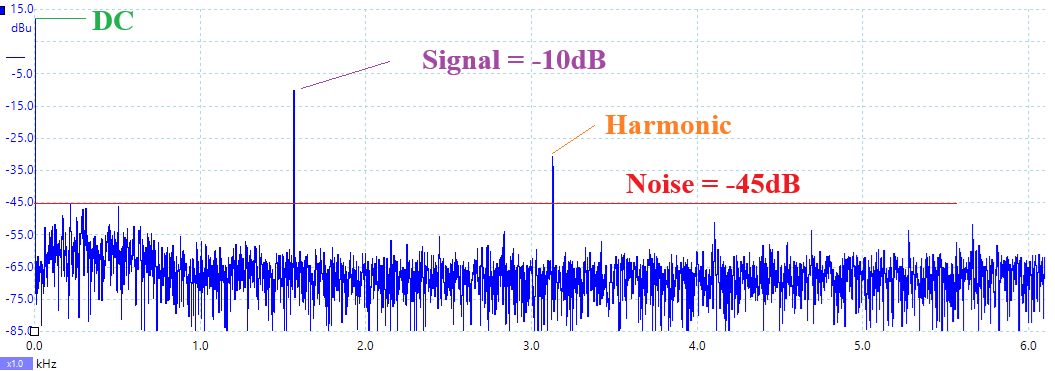 15.0
dBu
DC
Signal = -10dB
-5.0
-15.0
Harmonic
-25.0
-35.0
Noise = -45dB
-45.0
-55.0
-65.0
-75.0
-85.0
0.0 1.0 2.0 3.0 4.0 5.0 6.0
x1.0 kHz